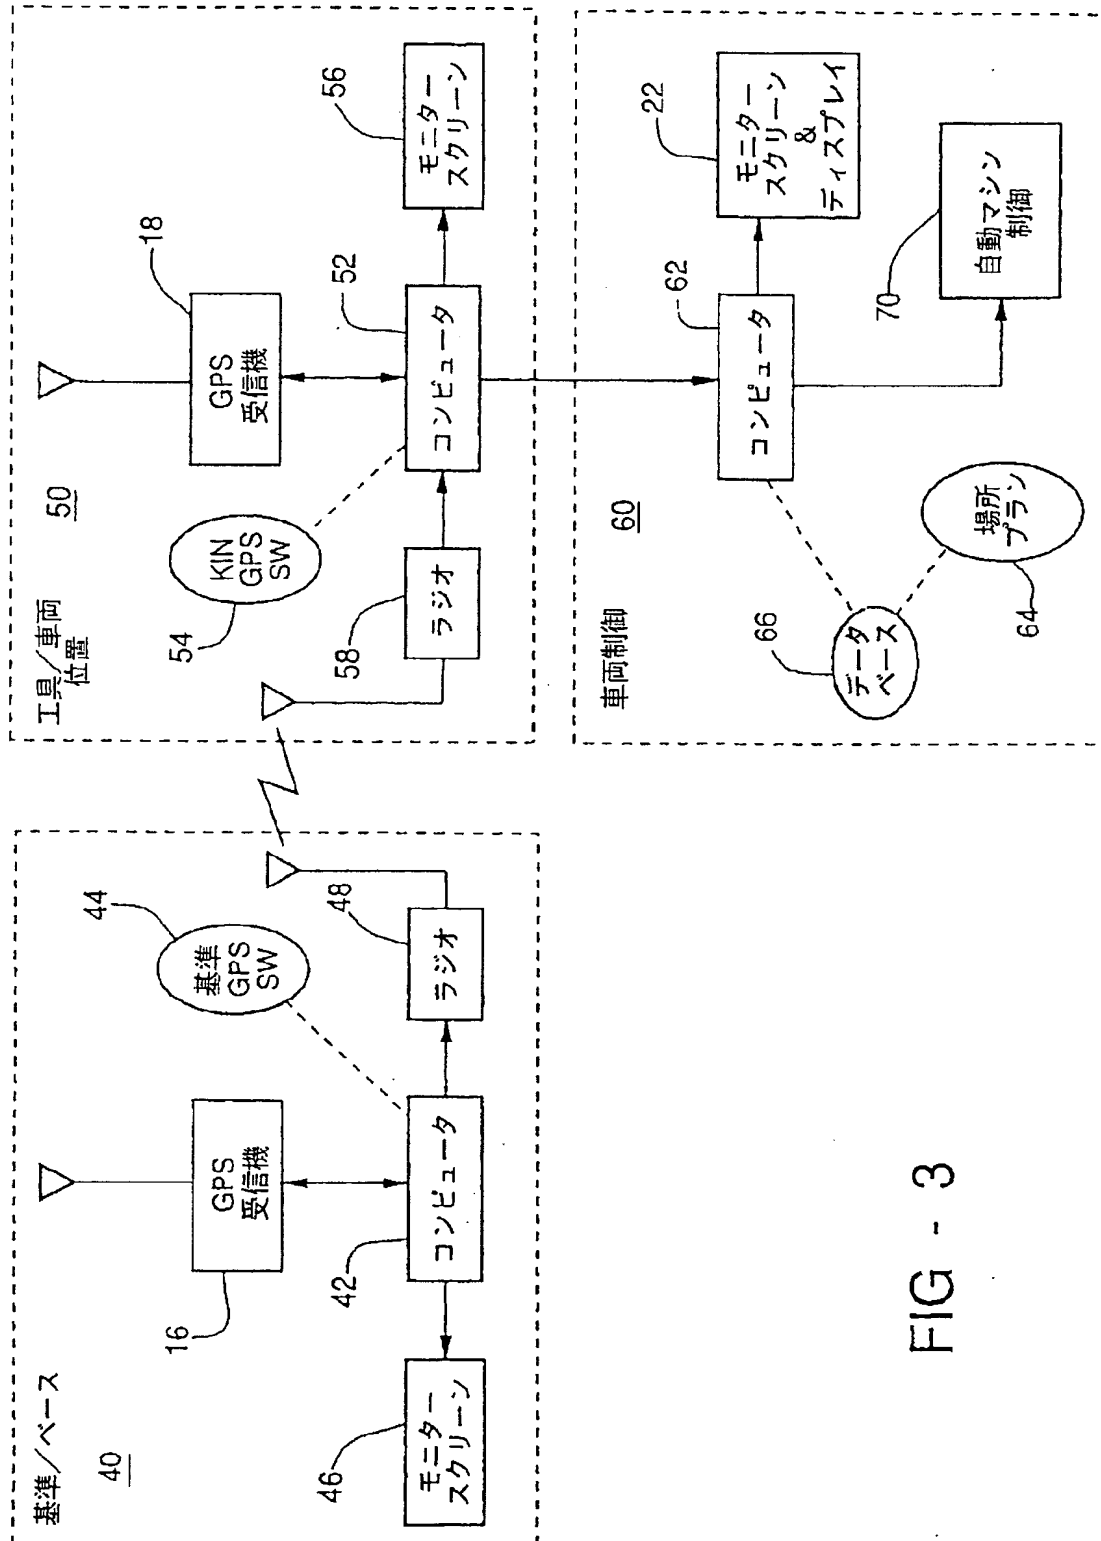 基準/ベース
40
16
GPS
受信機
44
基準
GPS
SW
42
コンピュータ
48
ラジオ
46
モニター
スクリーン
工具/車両
位置
50
18
GPS
受信機
54
KIN
GPS
SW
52
コンピュータ
56
モニター
スクリーン
58
ラジオ
車両制御
60
62
コンピュータ
22
モニター
スクリーン
&
ディスプレイ
66
データ
ベース
64
場所
プラン
70
自動マシン
制御
FIG - 3